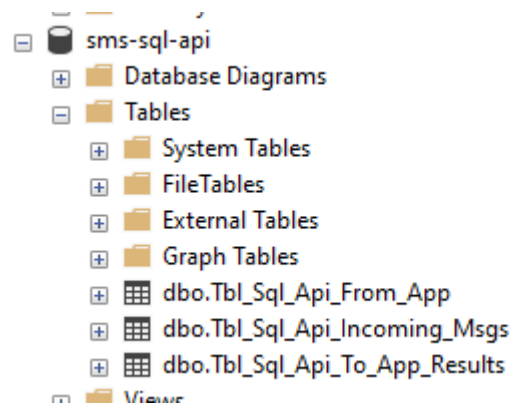 sms-sql-api
Database Diagrams
Tables
System Tables
FileTables
External Tables
Graph Tables
dbo.Tbl_Sql_Api_From_App
dbo.Tbl_Sql_Api_Incoming_Msgs
dbo.Tbl_Sql_Api_To_App_Results
Views